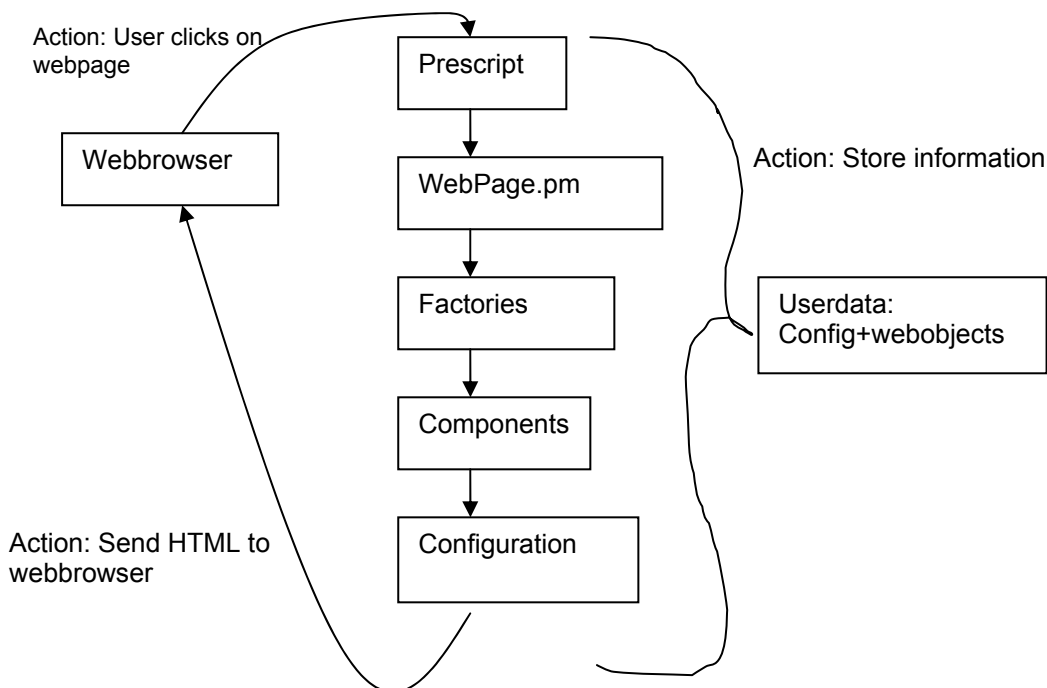 Action: User clicks on
webpage
Prescript
Webbrowser
WebPage.pm
Action: Store information
Factories
Userdata:
Config+webobjects
Components
Configuration
Action: Send HTML to
webbrowser